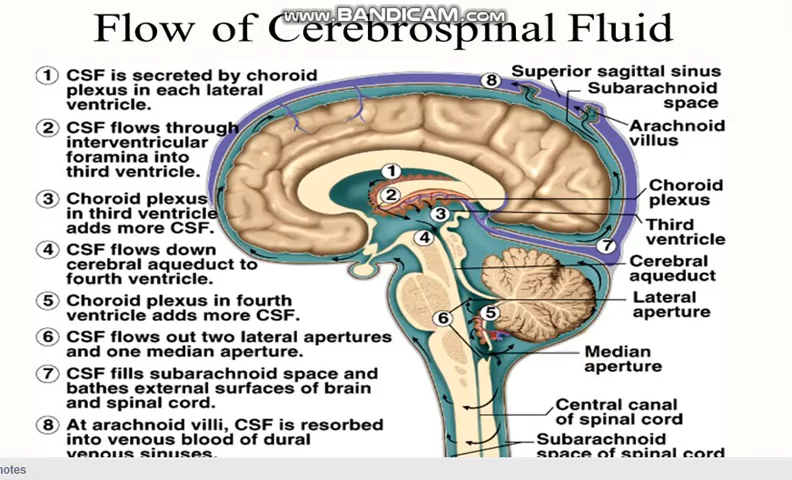 www.BANDICAM.com
Flow of Cerebrospinal Fluid
1 CSF is secreted by choroid
plexus in each lateral
ventricle.
2 CSF flows through
interventricular
foramina into
third ventricle.
3 Choroid plexus
in third ventricle
adds more CSF.
4 CSF flows down
cerebral aqueduct to
fourth ventricle.
5 Choroid plexus in fourth
ventricle adds more CSF.
6 CSF flows out two lateral apertures
and one median aperture.
7 CSF fills subarachnoid space and
bathes external surfaces of brain
and spinal cord.
8 At arachnoid villi, CSF is resorbed
into venous blood of dural
venous sinuses.
8
1
2
3
4
7
6
5
Superior sagittal sinus
Subarachnoid
space
Arachnoid
villus
Choroid
plexus
Third
ventricle
Cerebral
aqueduct
Lateral
aperture
Median
aperture
Central canal
of spinal cord
Subarachnoid
space of spinal cord
notes